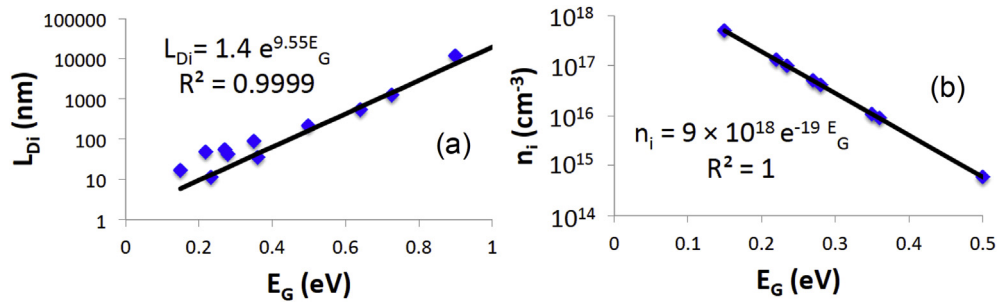 100000
10000
1000
100
10
1
L_Di (nm)
L_Di = 1.4 e^9.55E_G
R² = 0.9999
(a)
0 0.2 0.4 0.6 0.8 1
E_G (eV)
10^18
10^17
10^16
10^15
10^14
n_i (cm^-3)
(b)
n_i = 9 × 10^18 e^-19 E_G
R² = 1
0 0.1 0.2 0.3 0.4 0.5
E_G (eV)